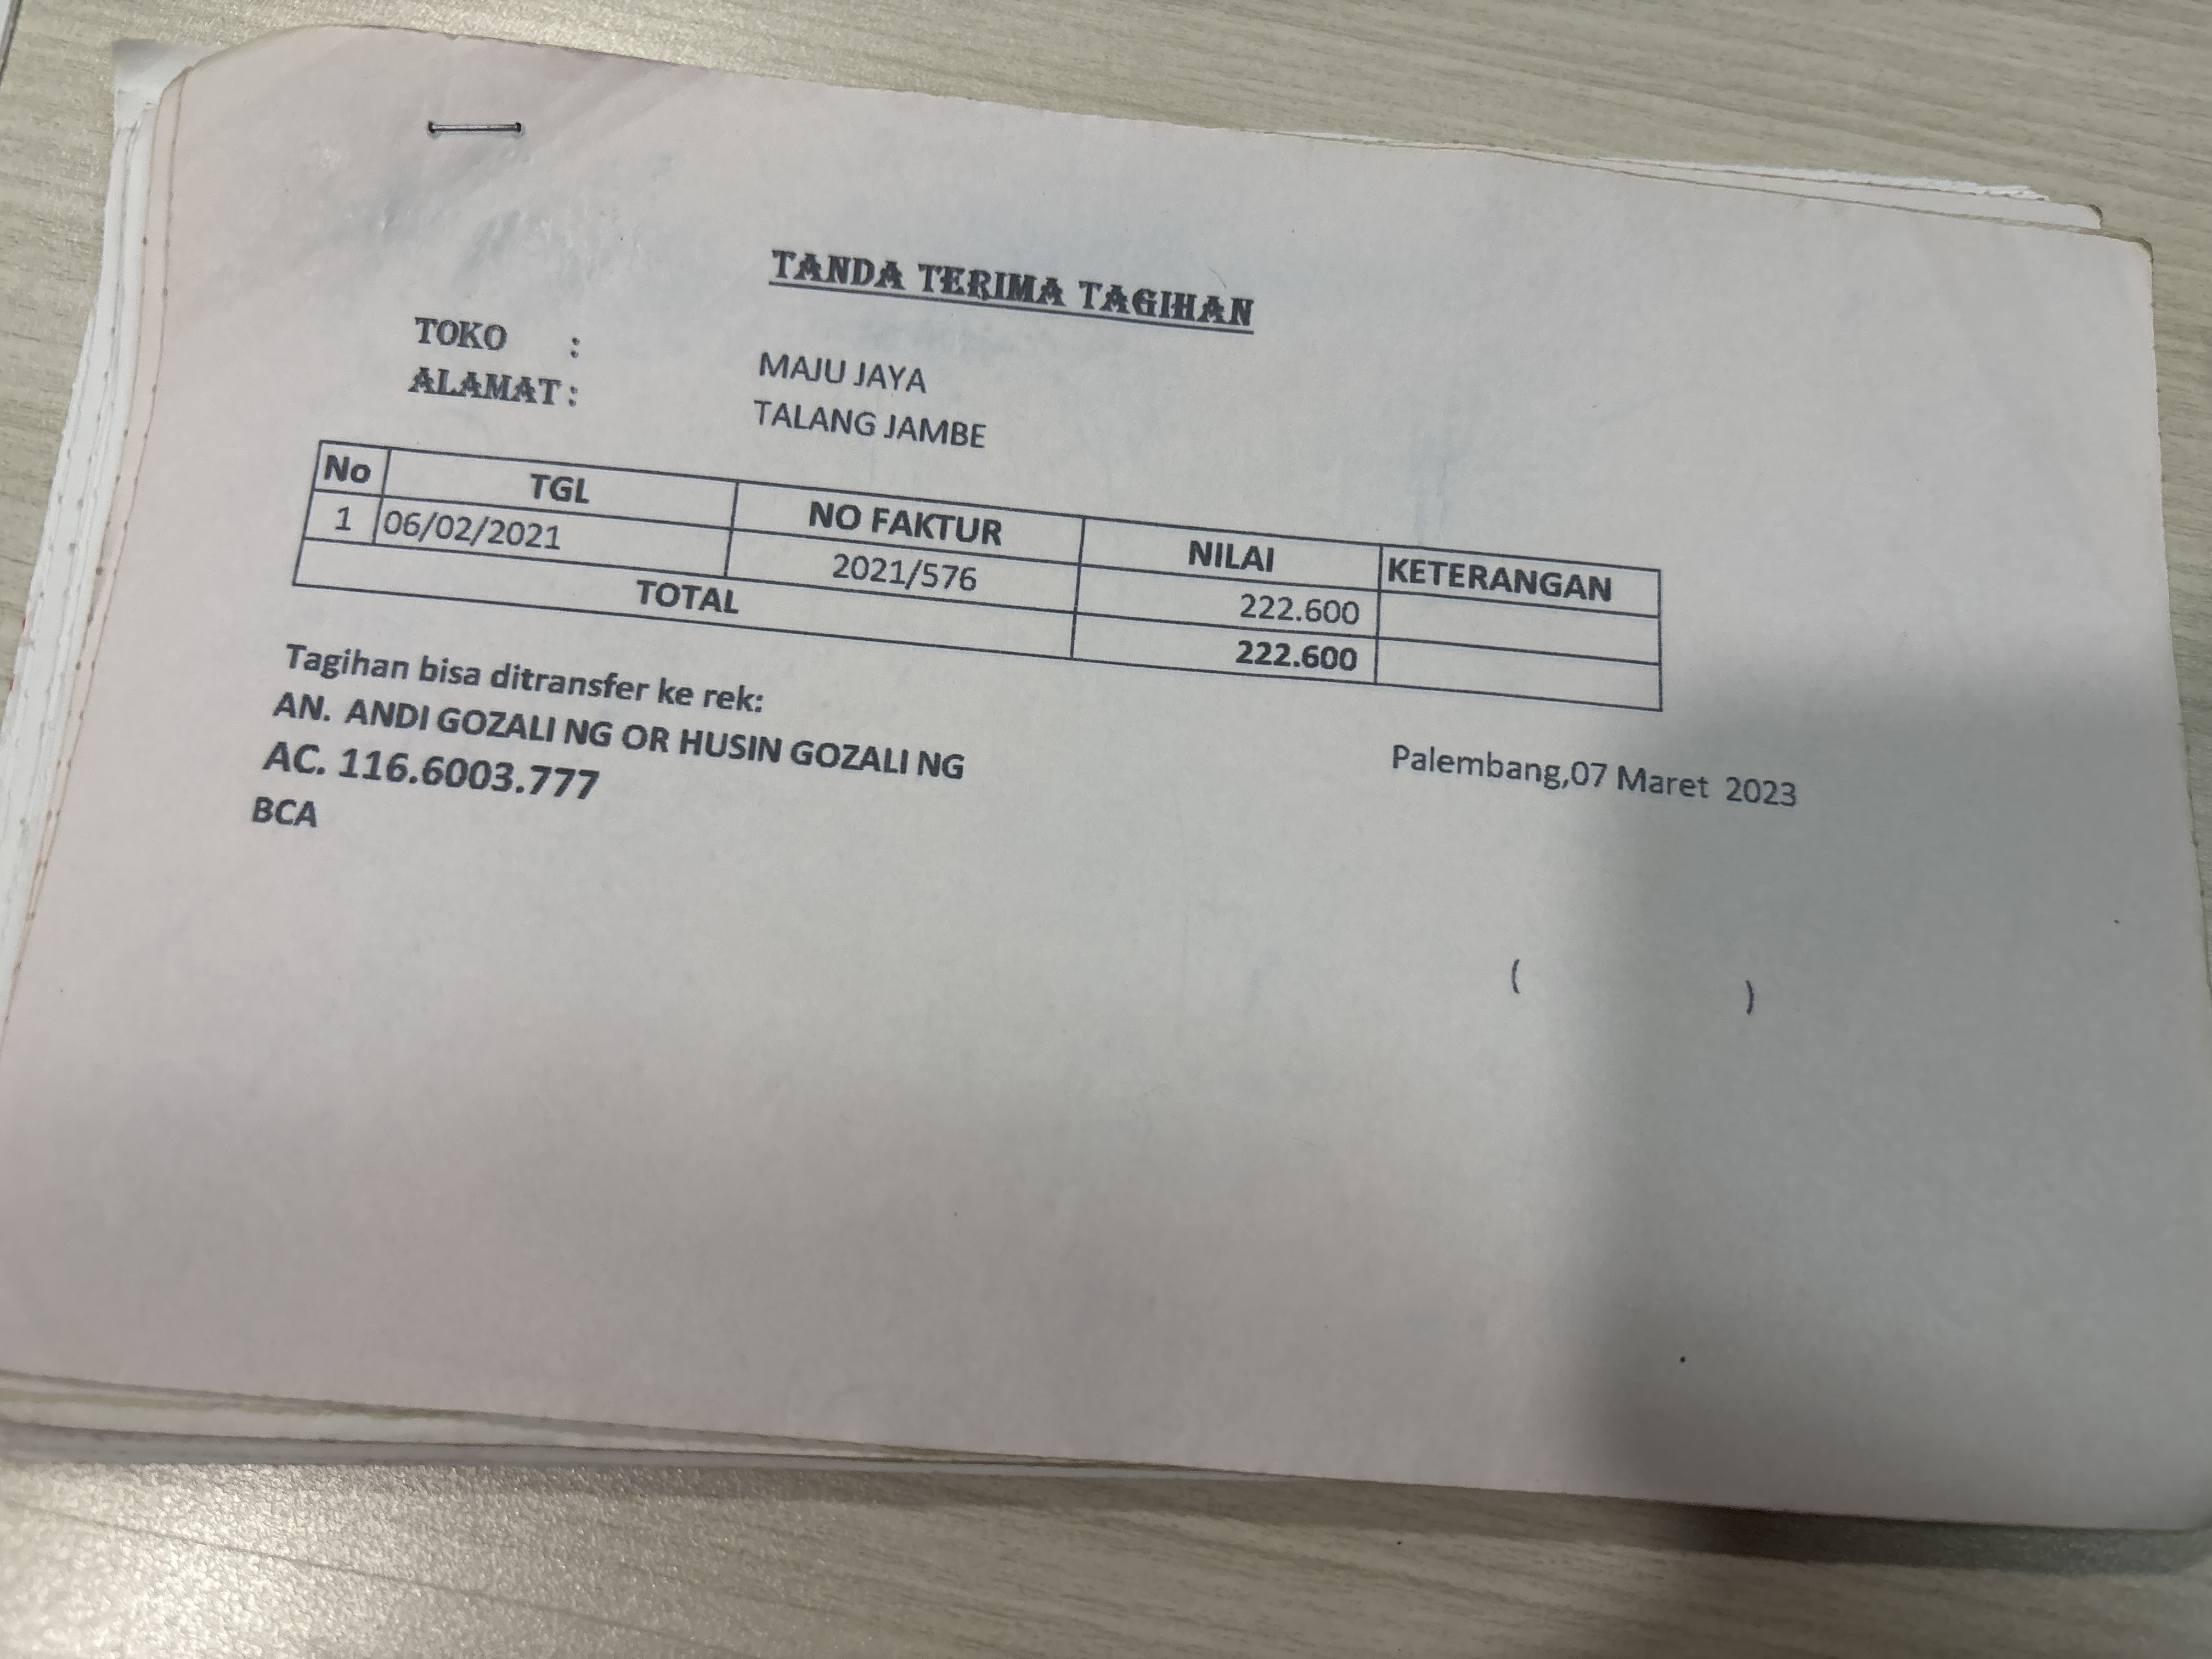 TANDA TERIMA TAGIHAN
TOKO : MAJU JAYA
ALAMAT : TALANG JAMBE
No TGL NO FAKTUR NILAI KETERANGAN
1 06/02/2021 2021/576 222.600
TOTAL 222.600
Tagihan bisa ditransfer ke rek:
AN. ANDI GOZALI NG OR HUSIN GOZALI NG
AC. 116.6003.777
BCA
Palembang,07 Maret 2023
( )